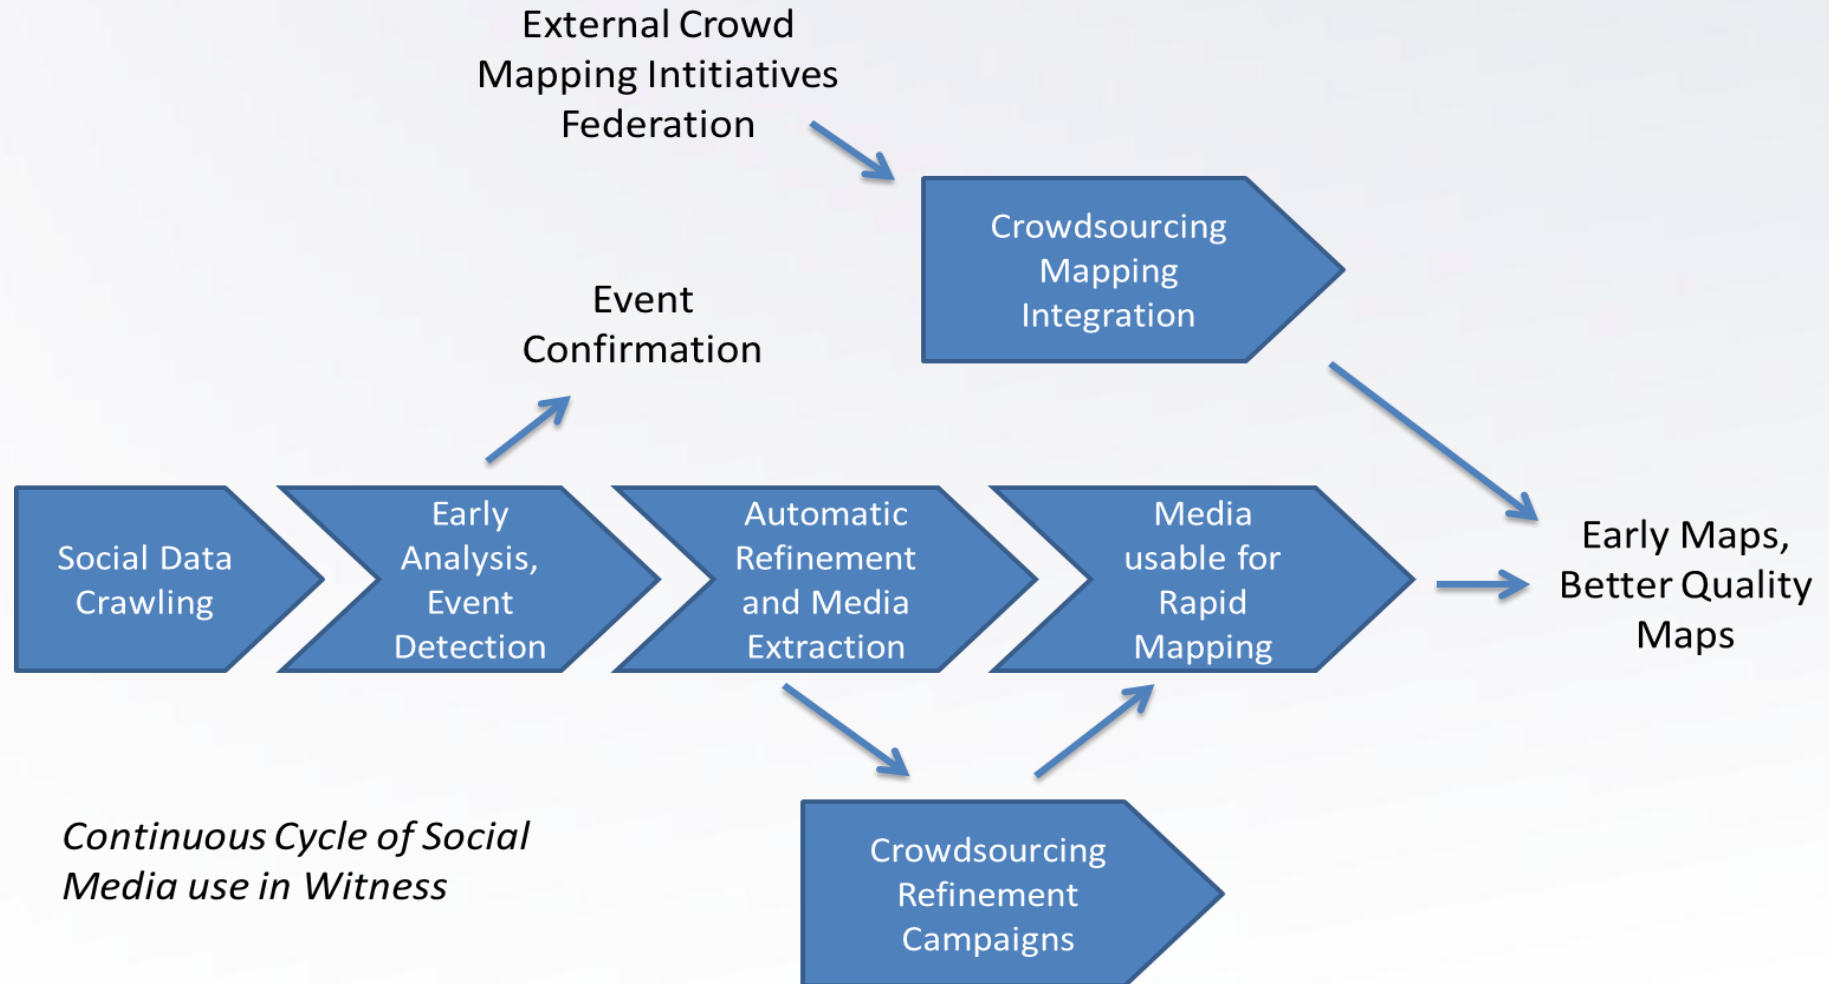 External Crowd
Mapping Intitiatives
Federation
Crowdsourcing
Mapping
Integration
Event
Confirmation
Social Data
Crawling
Early
Analysis,
Event
Detection
Automatic
Refinement
and Media
Extraction
Media
usable for
Rapid
Mapping
Early Maps,
Better Quality
Maps
Continuous Cycle of Social
Media use in Witness
Crowdsourcing
Refinement
Campaigns